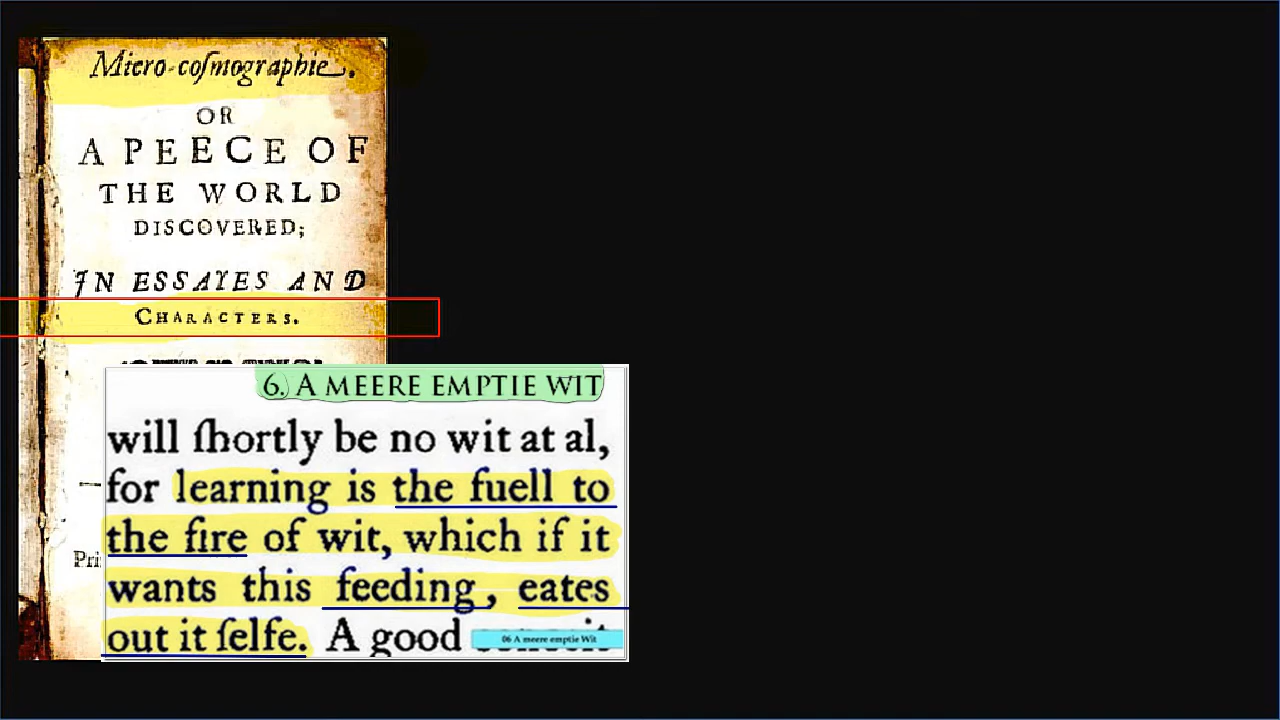 Micro-coſmographie.
OR
A PEECE OF
THE WORLD
DISCOVERED;
IN ESSAYES AND
CHARACTERS.
Pri
6. A MEERE EMPTIE WIT
will ſhortly be no wit at al,
for learning is the fuell to
the fire of wit, which if it
wants this feeding, eates
out it ſelfe. A good
06 A meere emptie Wit